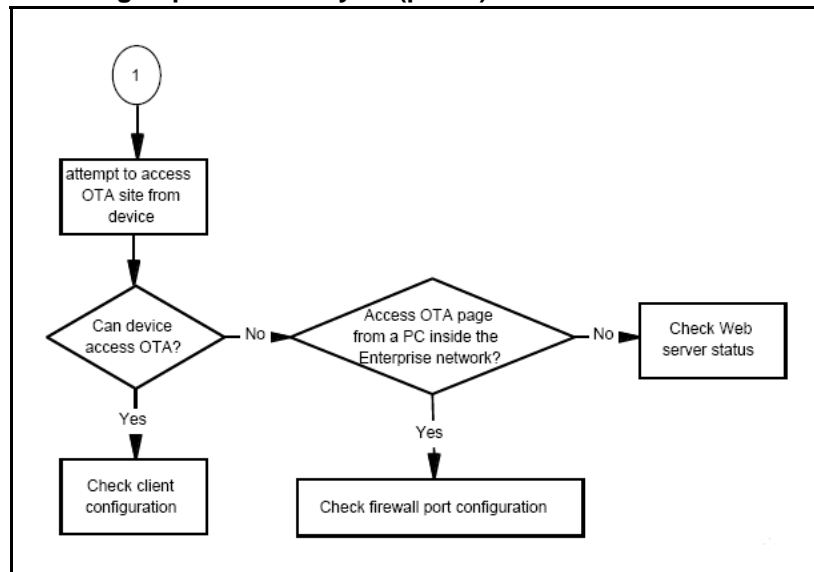 1
attempt to access
OTA site from
device
Can device
access OTA?
No
Access OTA page
from a PC inside the
Enterprise network?
No
Check Web
server status
Yes
Yes
Check client
configuration
Check firewall port configuration